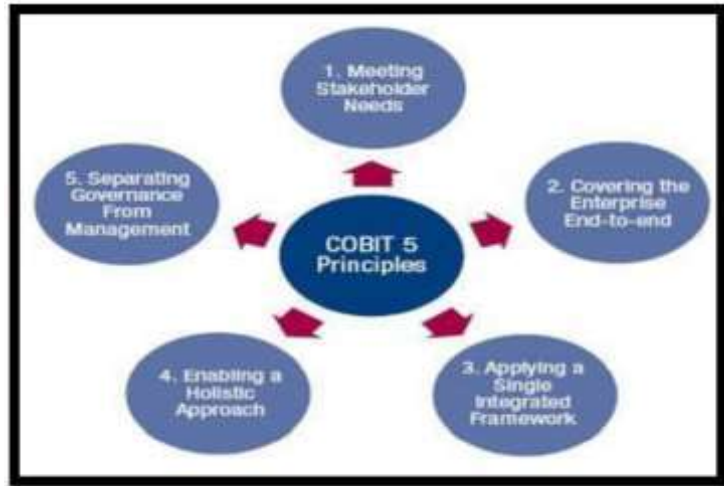 1. Meeting
Stakeholder
Needs
2. Covering the
Enterprise
End-to-end
3. Applying a
Single
Integrated
Framework
4. Enabling a
Holistic
Approach
5. Separating
Governance
From
Management
COBIT 5
Principles